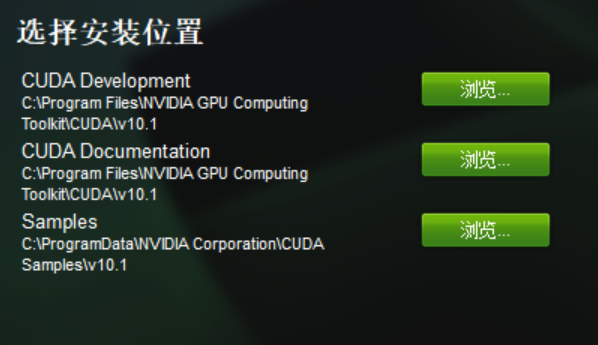 选择安装位置
CUDA Development
浏览...
C:\Program Files\NVIDIA GPU Computing
Toolkit\CUDA\v10.1
CUDA Documentation
浏览...
C:\Program Files\NVIDIA GPU Computing
Toolkit\CUDA\v10.1
Samples
浏览...
C:\ProgramData\NVIDIA Corporation\CUDA
Samples\v10.1